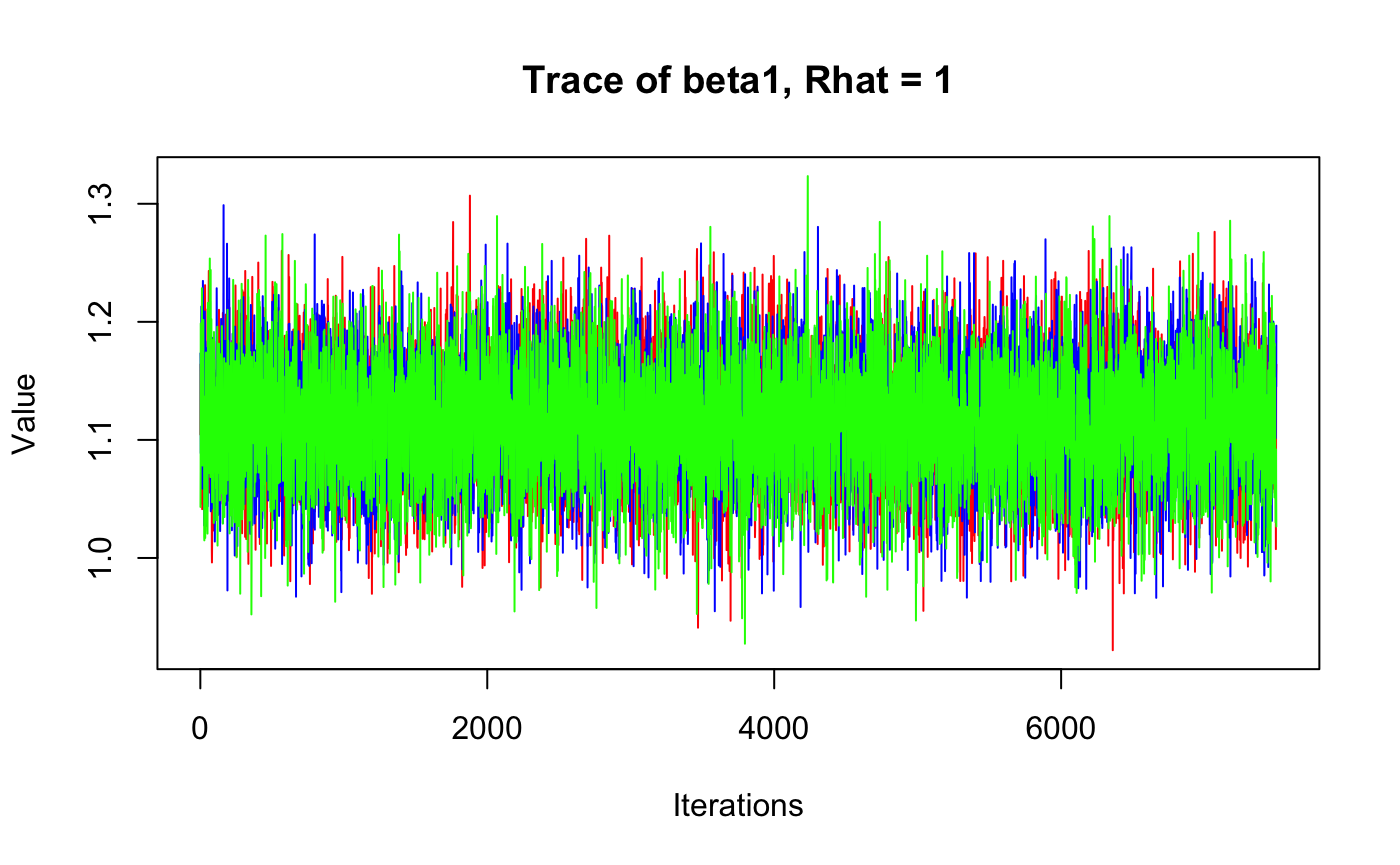 Trace of beta1, Rhat = 1
1.3
1.2
1.1
1.0
Value
0 2000 4000 6000
Iterations